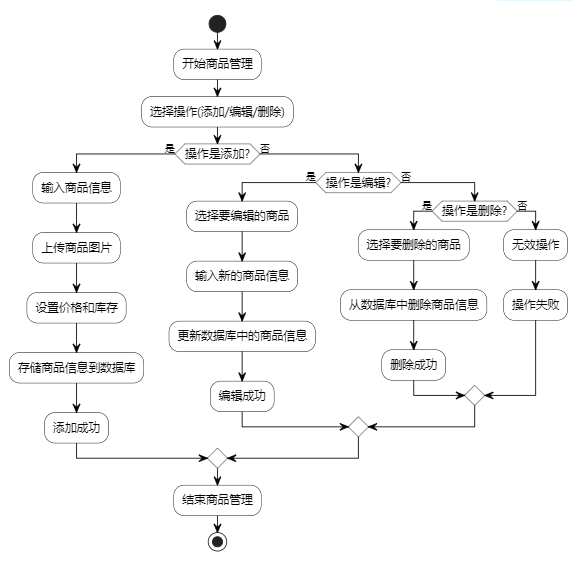 开始商品管理
选择操作(添加/编辑/删除)
是
操作是添加?
否
输入商品信息
上传商品图片
设置价格和库存
存储商品信息到数据库
添加成功
是
操作是编辑?
否
选择要编辑的商品
输入新的商品信息
更新数据库中的商品信息
编辑成功
是
操作是删除?
否
选择要删除的商品
从数据库中删除商品信息
删除成功
无效操作
操作失败
结束商品管理